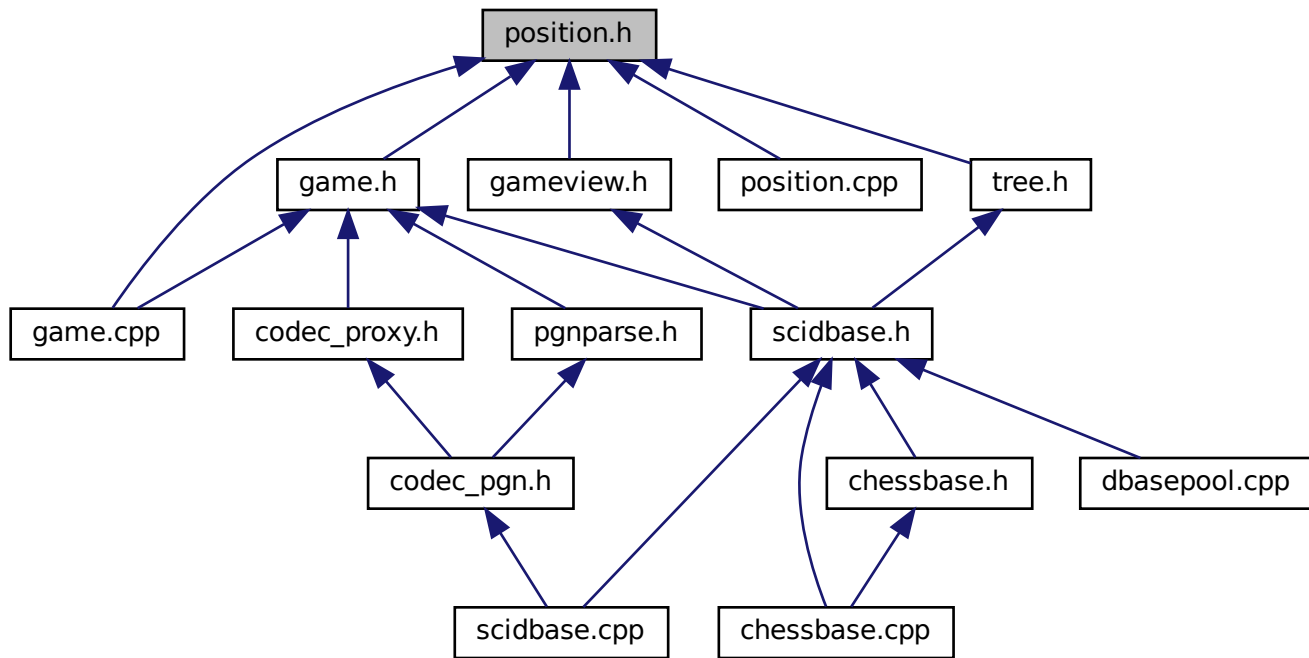 position.h
game.h
gameview.h
position.cpp
tree.h
game.cpp
codec_proxy.h
pgnparse.h
scidbase.h
codec_pgn.h
chessbase.h
dbasepool.cpp
scidbase.cpp
chessbase.cpp